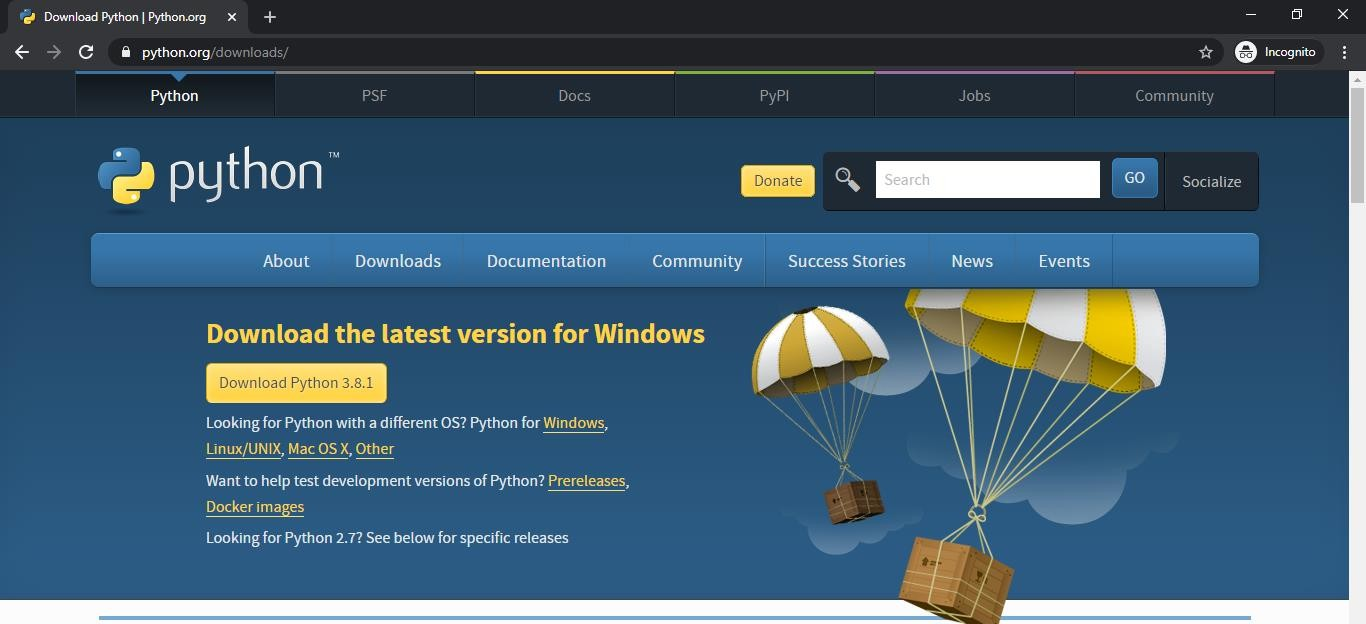 Download Python | Python.org
python.org/downloads/
Incognito
Python PSF Docs PyPI Jobs Community
python™
Donate Search GO Socialize
About Downloads Documentation Community Success Stories News Events
Download the latest version for Windows
Download Python 3.8.1
Looking for Python with a different OS? Python for Windows,
Linux/UNIX, Mac OS X, Other
Want to help test development versions of Python? Prereleases,
Docker images
Looking for Python 2.7? See below for specific releases